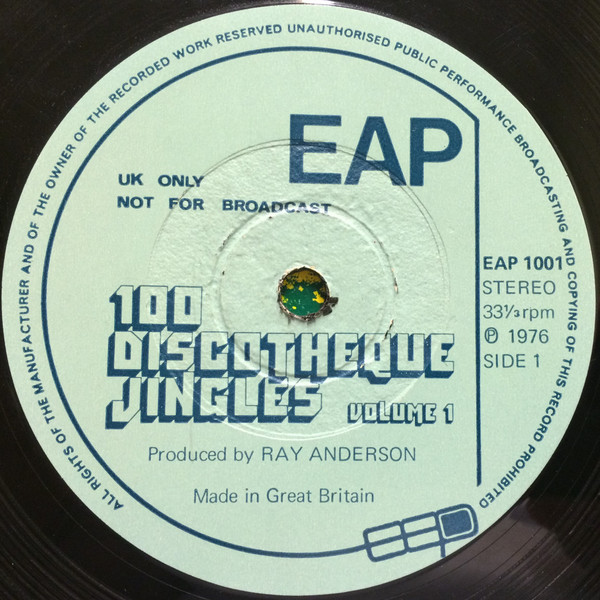 ALL RIGHTS OF THE MANUFACTURER AND OF THE OWNER OF THE RECORDED WORK RESERVED UNAUTHORISED PUBLIC PERFORMANCE BROADCASTING AND COPYING OF THIS RECORD PROHIBITED
EAP
UK ONLY
NOT FOR BROADCAST
EAP 1001
STEREO
33⅓rpm
℗ 1976
SIDE 1
100
DISCOTHEQUE
JINGLES VOLUME 1
Produced by RAY ANDERSON
Made in Great Britain